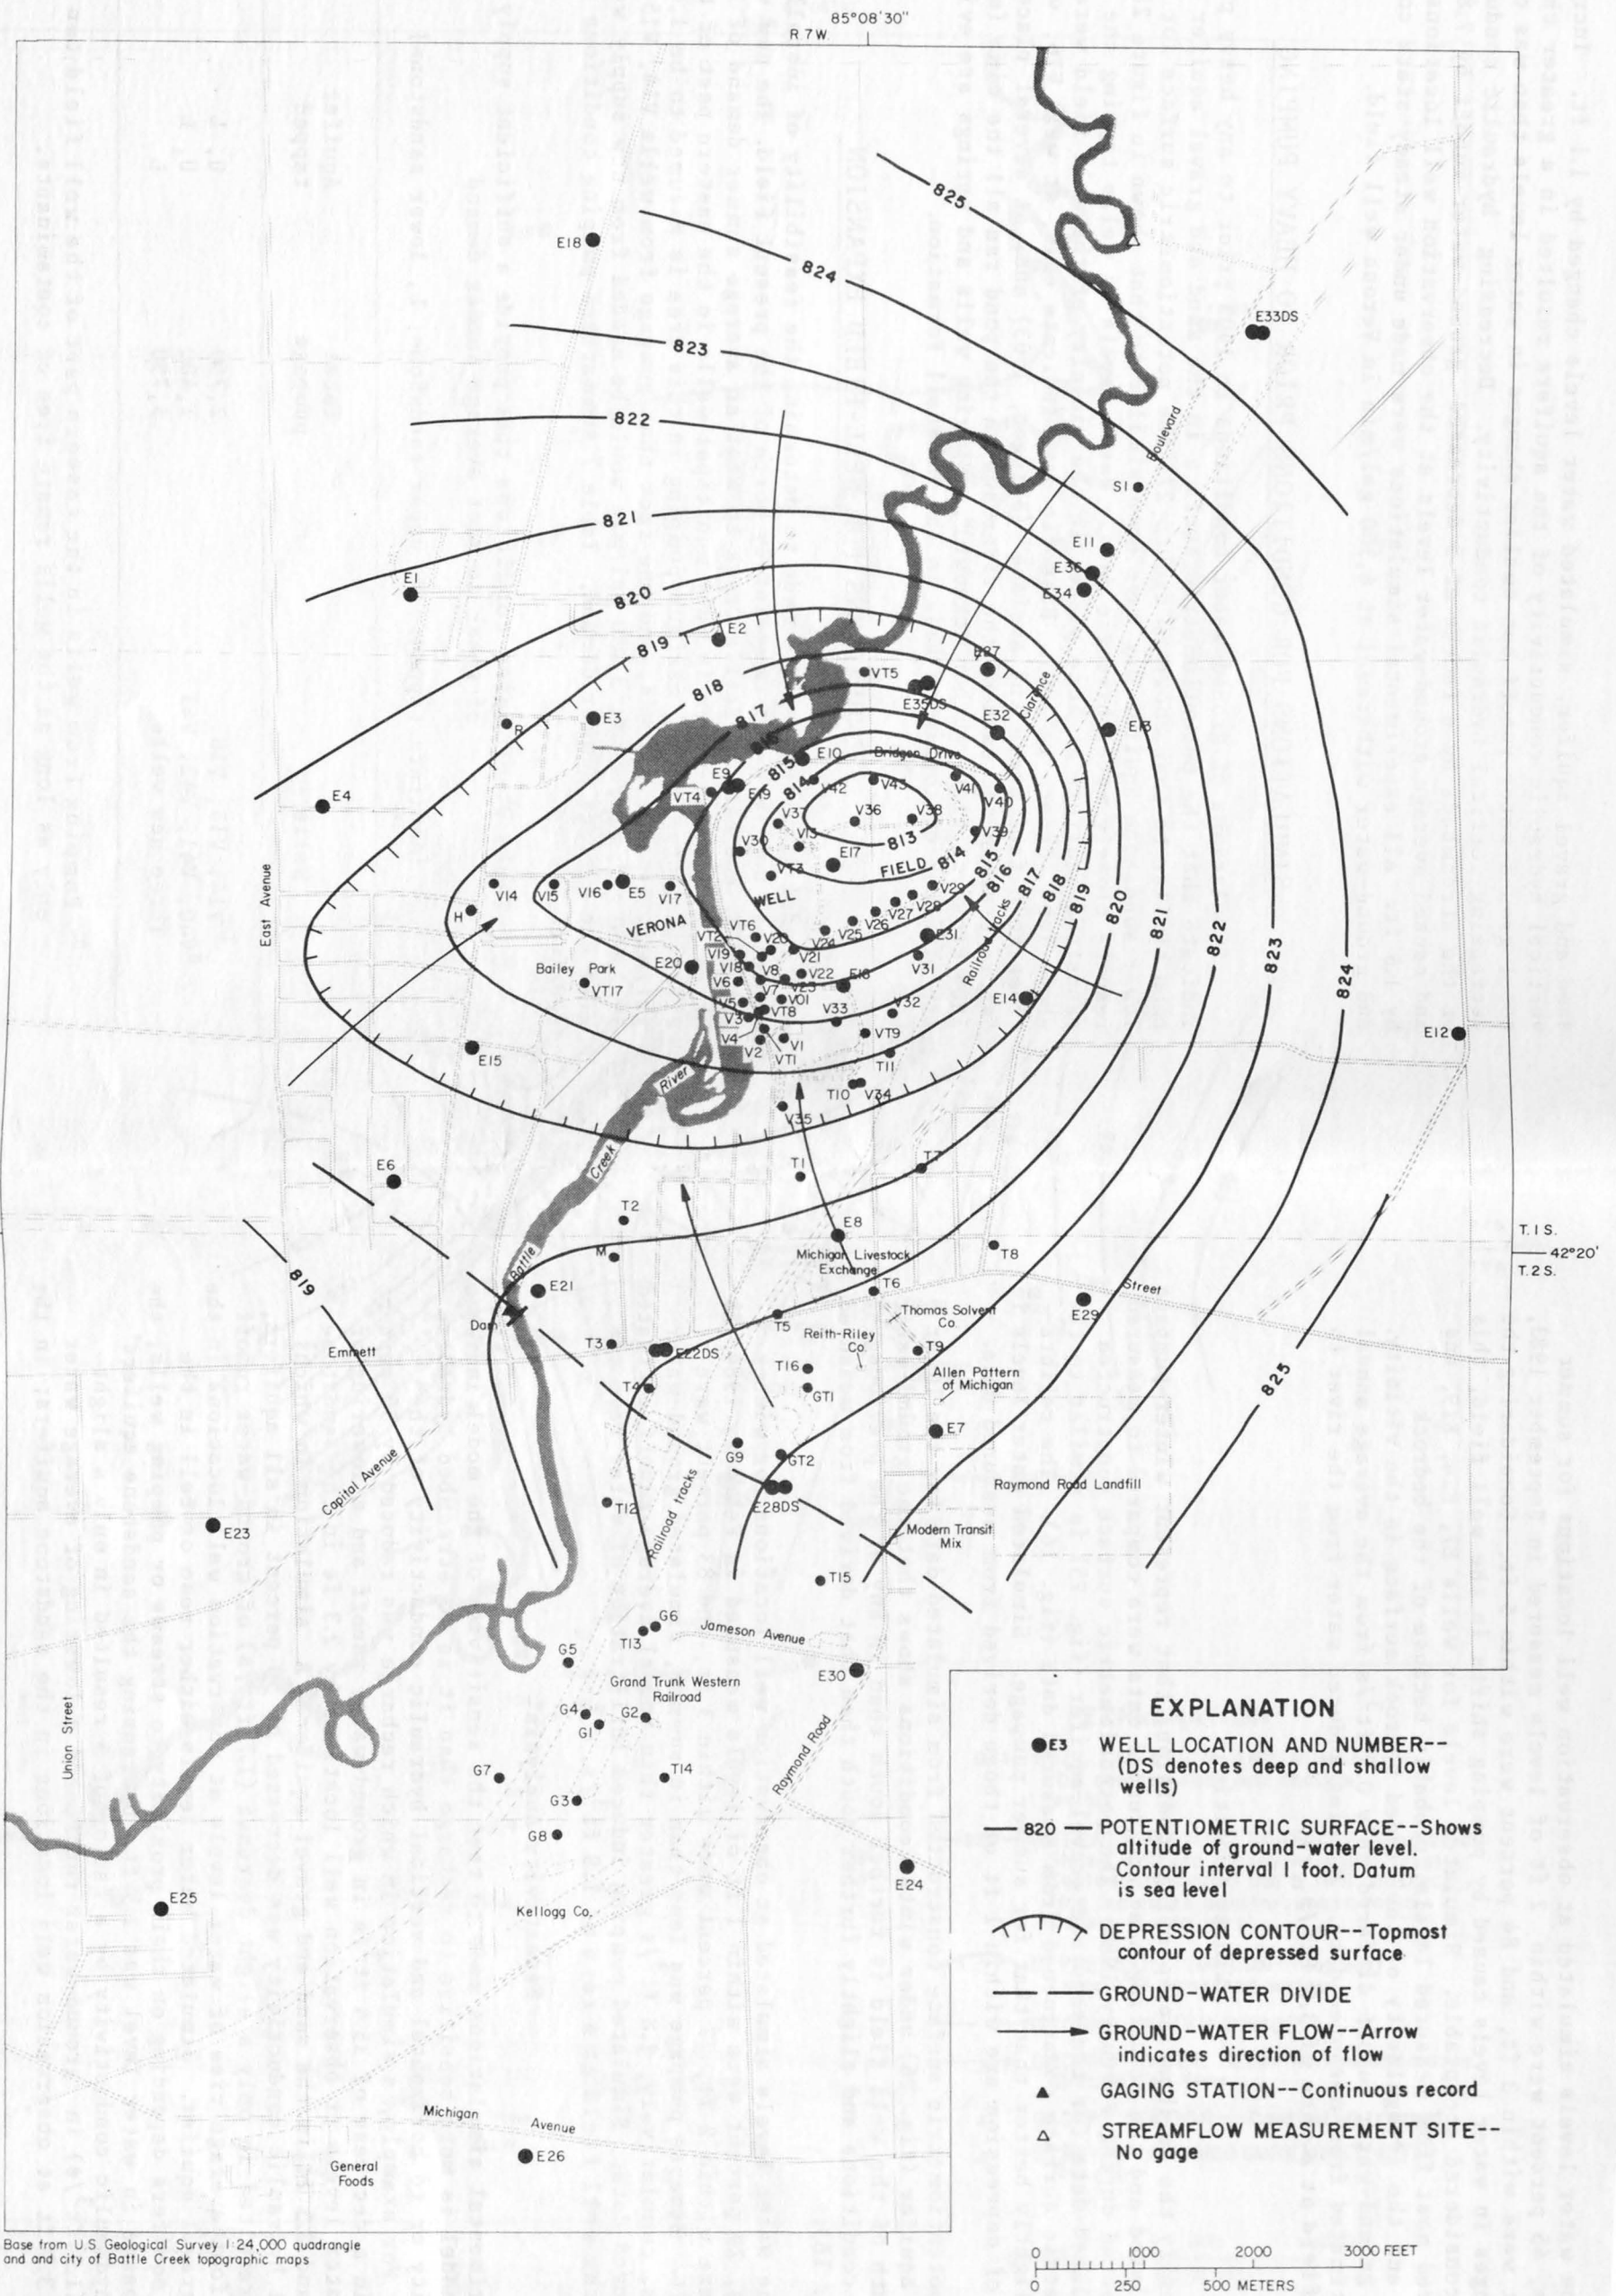 85°08'30"
R 7W.
825
E18
824
E33DS
823
822
Boulevard
S1
821
E11
E36
E34
E1
820
E2
819
E27
VT5
818
E35DS
Clarence
R
E3
817
E32
E13
816
E10
Bridgen Drive
815
E9
E19
V42
V43
V41
V40
814
VT4
E4
V37
V36
V38
V13
V39
V30
813
E17
814
815
FIELD
816
East Avenue
VT3
817
V14
V15
V16
E5
V17
V29
818
WELL
V28
819
820
H
V27
821
VERONA
V26
822
VT6
V25
823
VT2
V20
V24
E31
824
V19
V21
Railroad tracks
V18
V8
V31
Bailey Park
E20
V22
E16
VT17
V6
V7
V23
E14
V5
V01
V32
V3
VT8
V33
E12
V4
VT9
V2
V1
E15
VT1
T11
River
T10
V34
V35
Creek
T1
T7
E6
T2
E8
T.1 S.
M
T8
42°20'
Michigan Livestock
Exchange
T.2 S.
Battle
819
E21
T6
Street
Thomas Solvent
Co.
E29
Dam
T5
Reith-Riley
Co.
Emmett
T3
E22DS
T9
T16
Allen Pattern
of Michigan
825
T4
GT1
E7
G9
GT2
Capital Avenue
Raymond Road Landfill
E28DS
T12
E23
Railroad tracks
Modern Transit
Mix
T15
G6
Jameson Avenue
T13
G5
E30
Grand Trunk Western
Railroad
Union Street
G4
G2
G1
Raymond Road
G7
T14
G3
G8
E24
E25
Kellogg Co.
Michigan Avenue
E26
General
Foods
EXPLANATION
E3 WELL LOCATION AND NUMBER--
(DS denotes deep and shallow
wells)
820 POTENTIOMETRIC SURFACE--Shows
altitude of ground-water level.
Contour interval 1 foot. Datum
is sea level
DEPRESSION CONTOUR--Topmost
contour of depressed surface
GROUND-WATER DIVIDE
GROUND-WATER FLOW--Arrow
indicates direction of flow
GAGING STATION--Continuous record
STREAMFLOW MEASUREMENT SITE--
No gage
Base from U.S. Geological Survey 1:24,000 quadrangle
and and city of Battle Creek topographic maps
0 1000 2000 3000 FEET
0 250 500 METERS